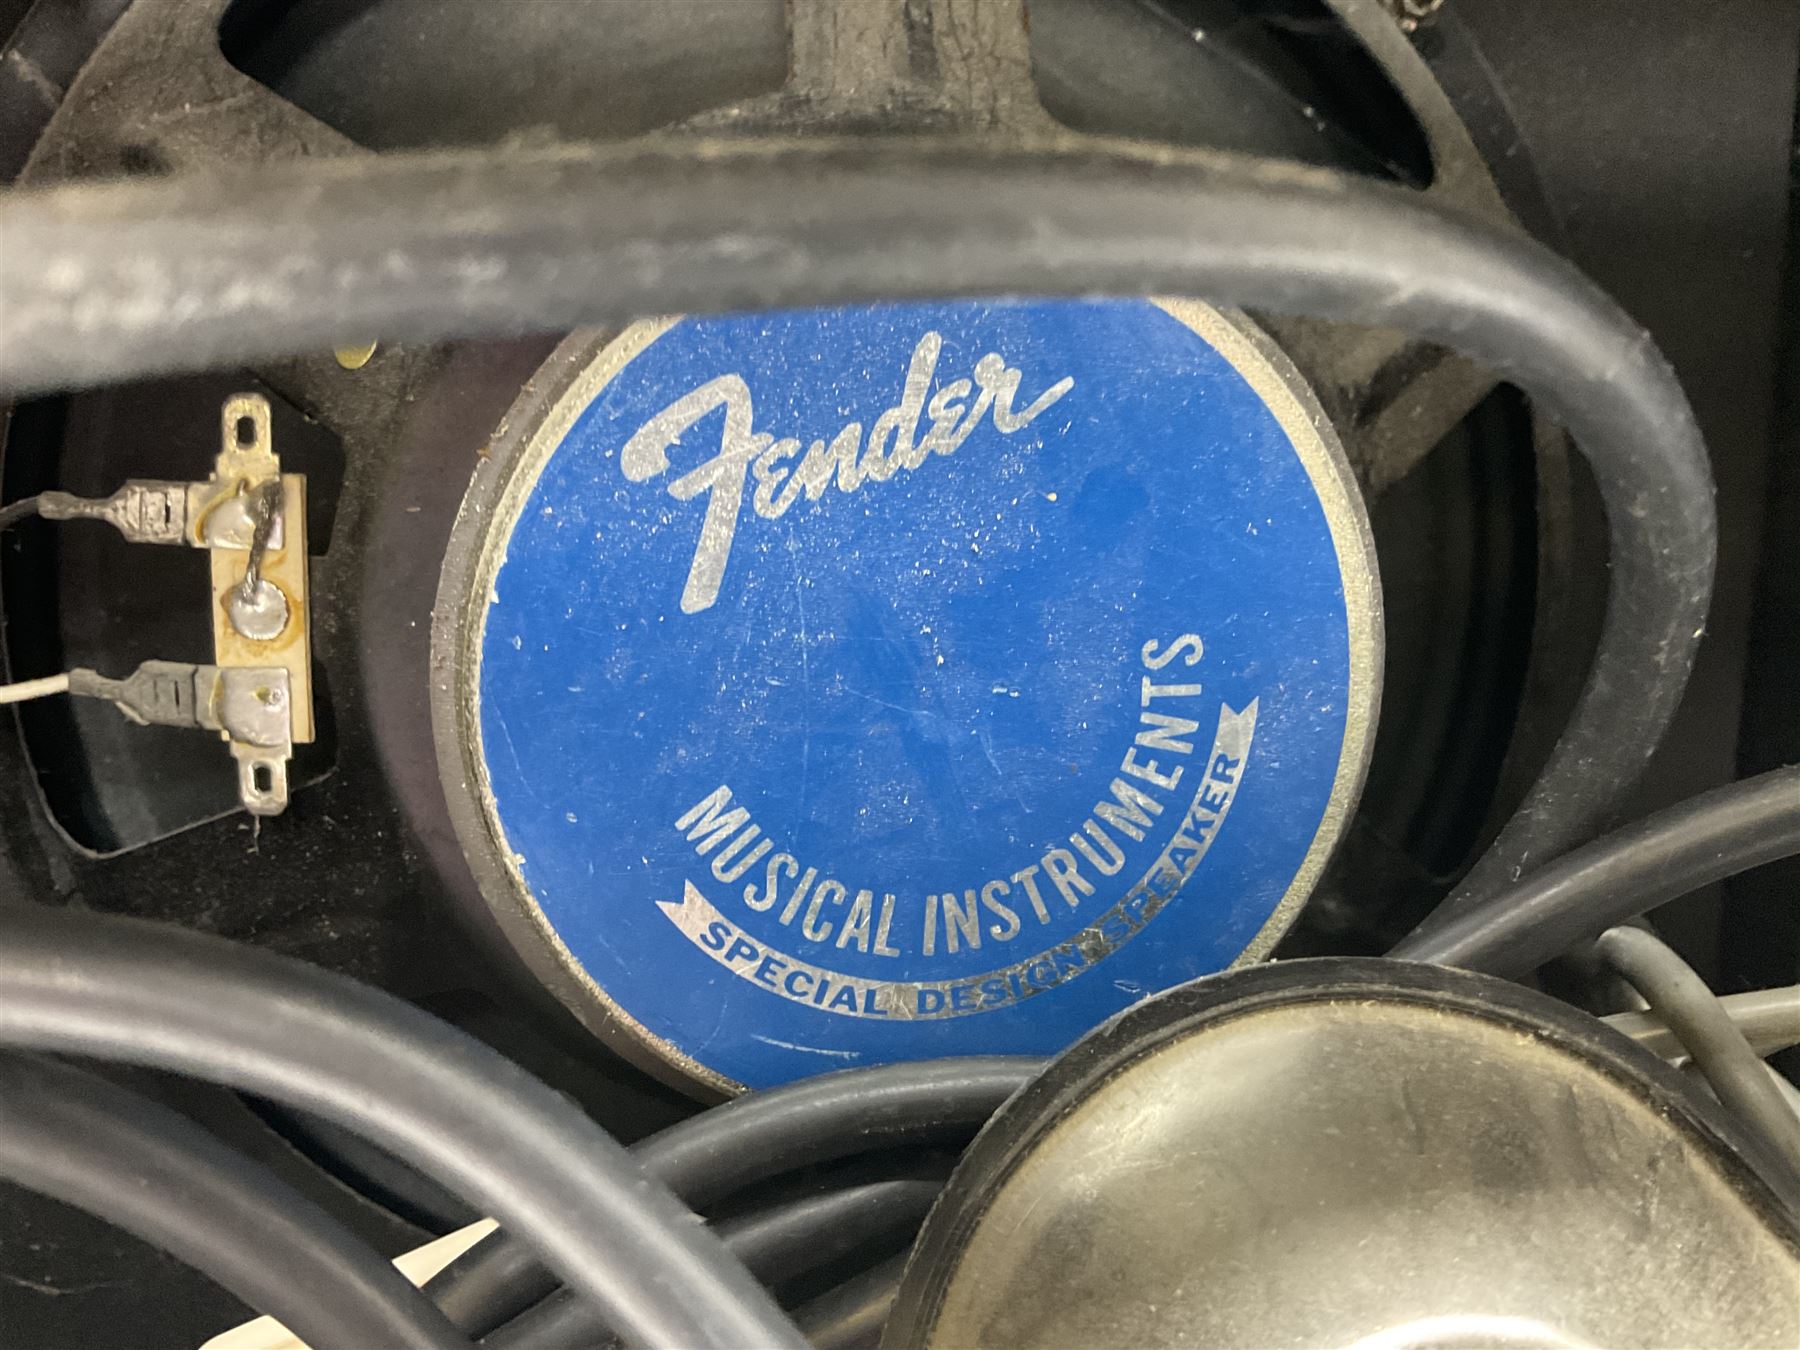 Fender
MUSICAL INSTRUMENTS
SPECIAL DESIGN SPEAKER